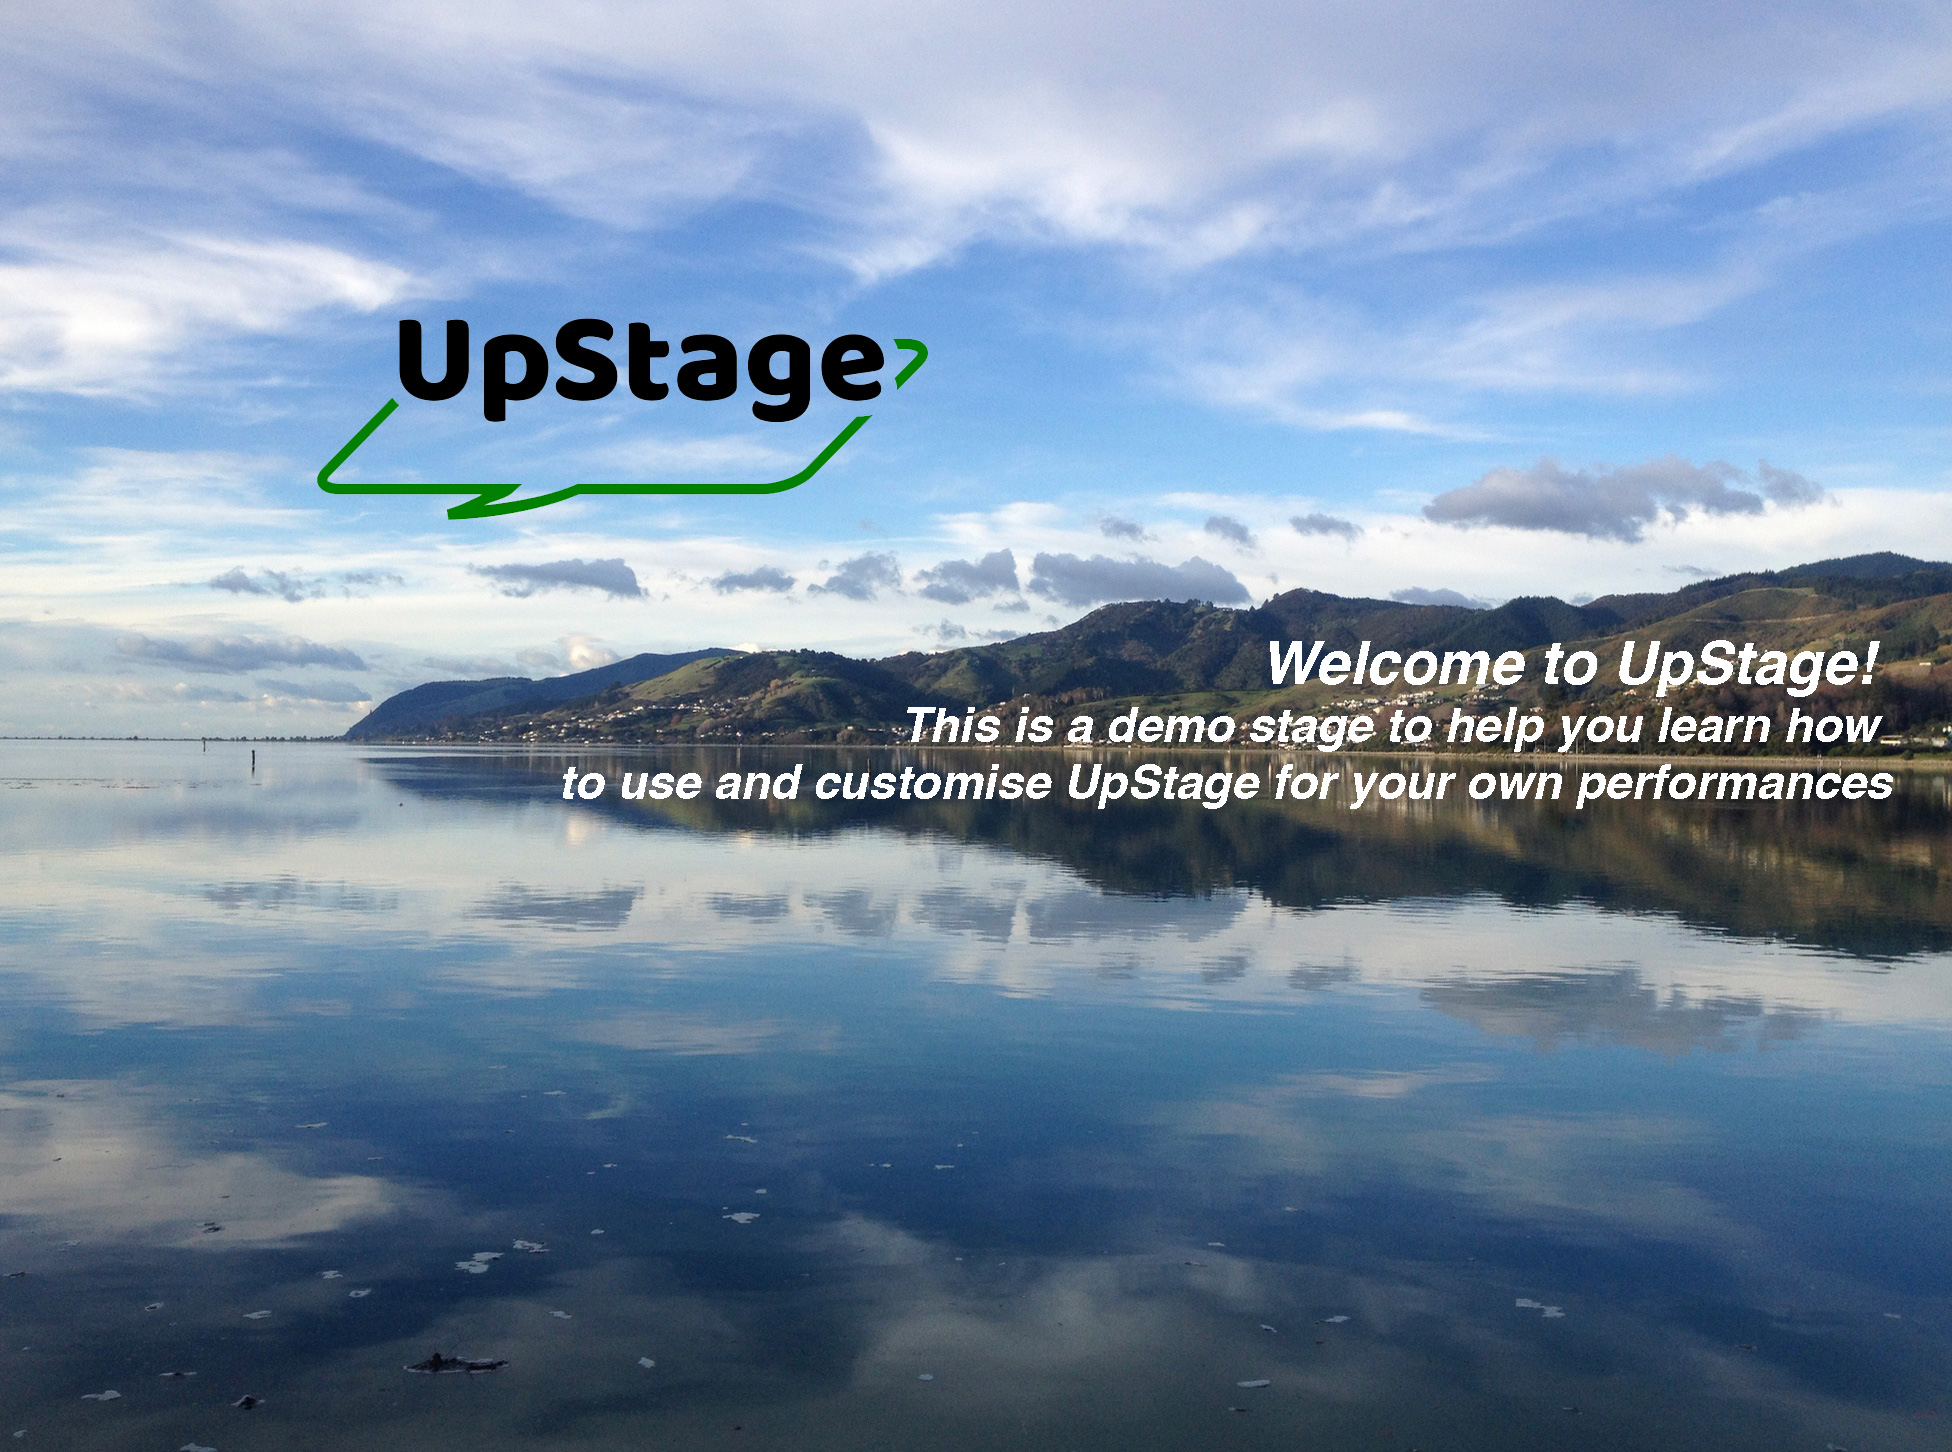 UpStage
Welcome to UpStage!
This is a demo stage to help you learn how
to use and customise UpStage for your own performances